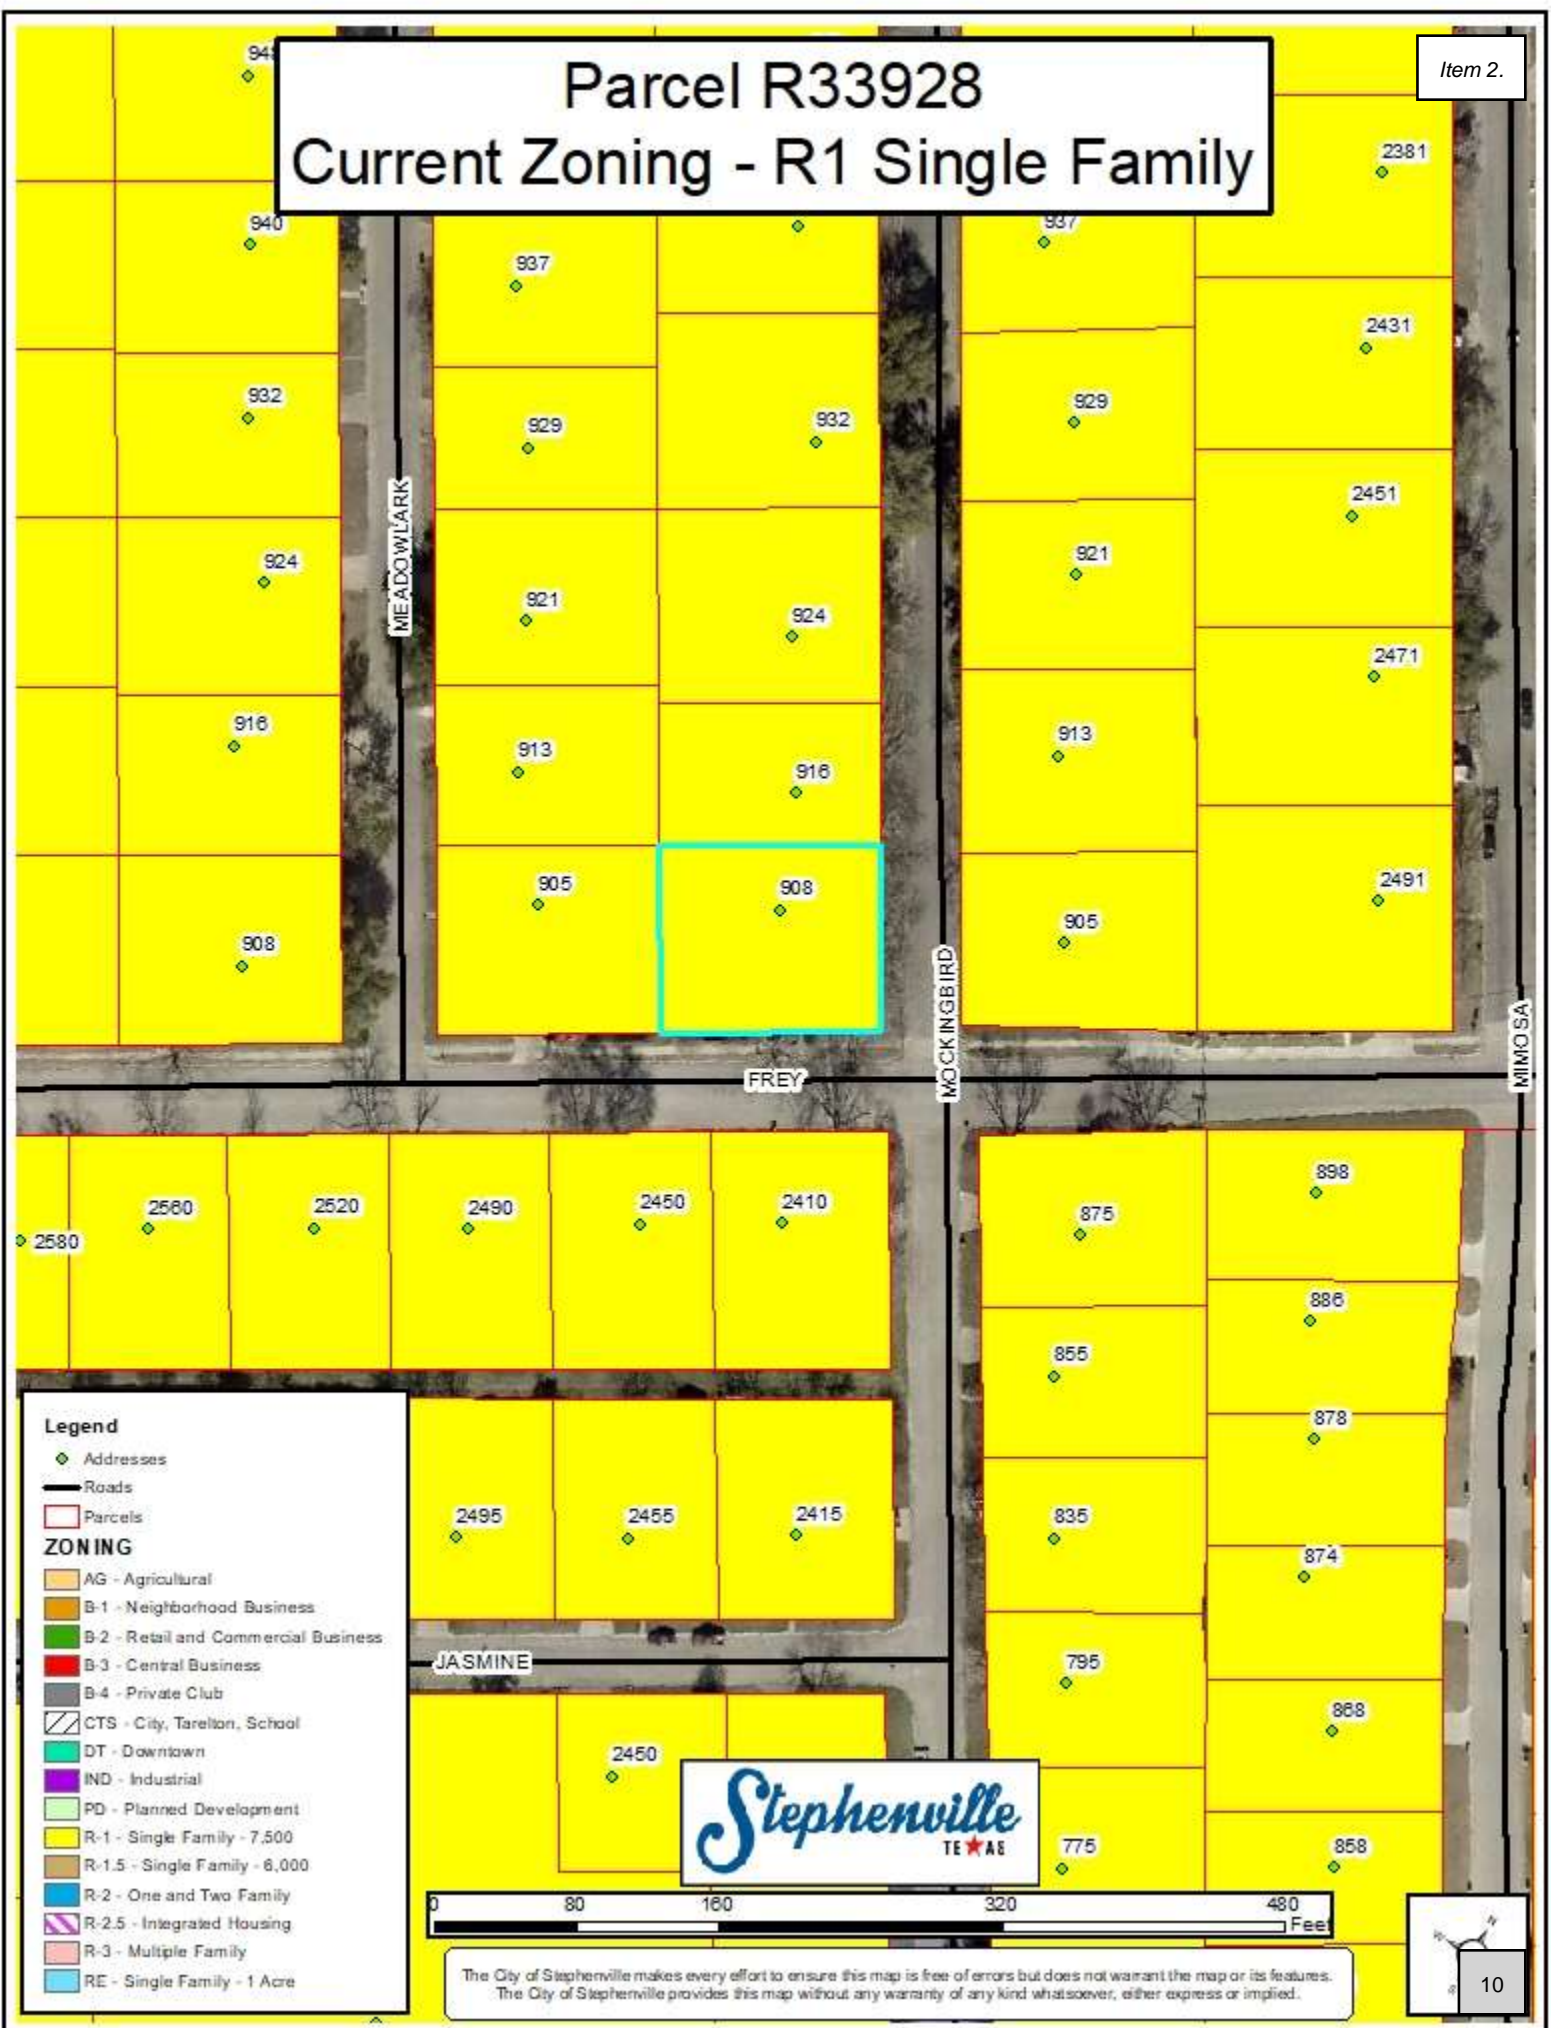 Parcel R33928
Current Zoning - R1 Single Family
Item 2.
940
937
937
2381
932
929
932
929
2431
2451
924
MEADOWLARK
921
924
921
2471
916
913
916
913
908
905
908
905
2491
MOCKINGBIRD
MIMOSA
FREY
2580
2560
2520
2490
2450
2410
875
898
886
855
878
2495
2455
2415
835
874
JASMINE
795
868
2450
775
858
Legend
Addresses
Roads
Parcels
ZONING
AG - Agricultural
B-1 - Neighborhood Business
B-2 - Retail and Commercial Business
B-3 - Central Business
B-4 - Private Club
CTS - City, Tarelton, School
DT - Downtown
IND - Industrial
PD - Planned Development
R-1 - Single Family - 7,500
R-1.5 - Single Family - 6,000
R-2 - One and Two Family
R-2.5 - Integrated Housing
R-3 - Multiple Family
RE - Single Family - 1 Acre
Stephenville
TEXAS
0 80 160 320 480
Feet
The City of Stephenville makes every effort to ensure this map is free of errors but does not warrant the map or its features.
The City of Stephenville provides this map without any warranty of any kind whatsoever, either express or implied.
N
10